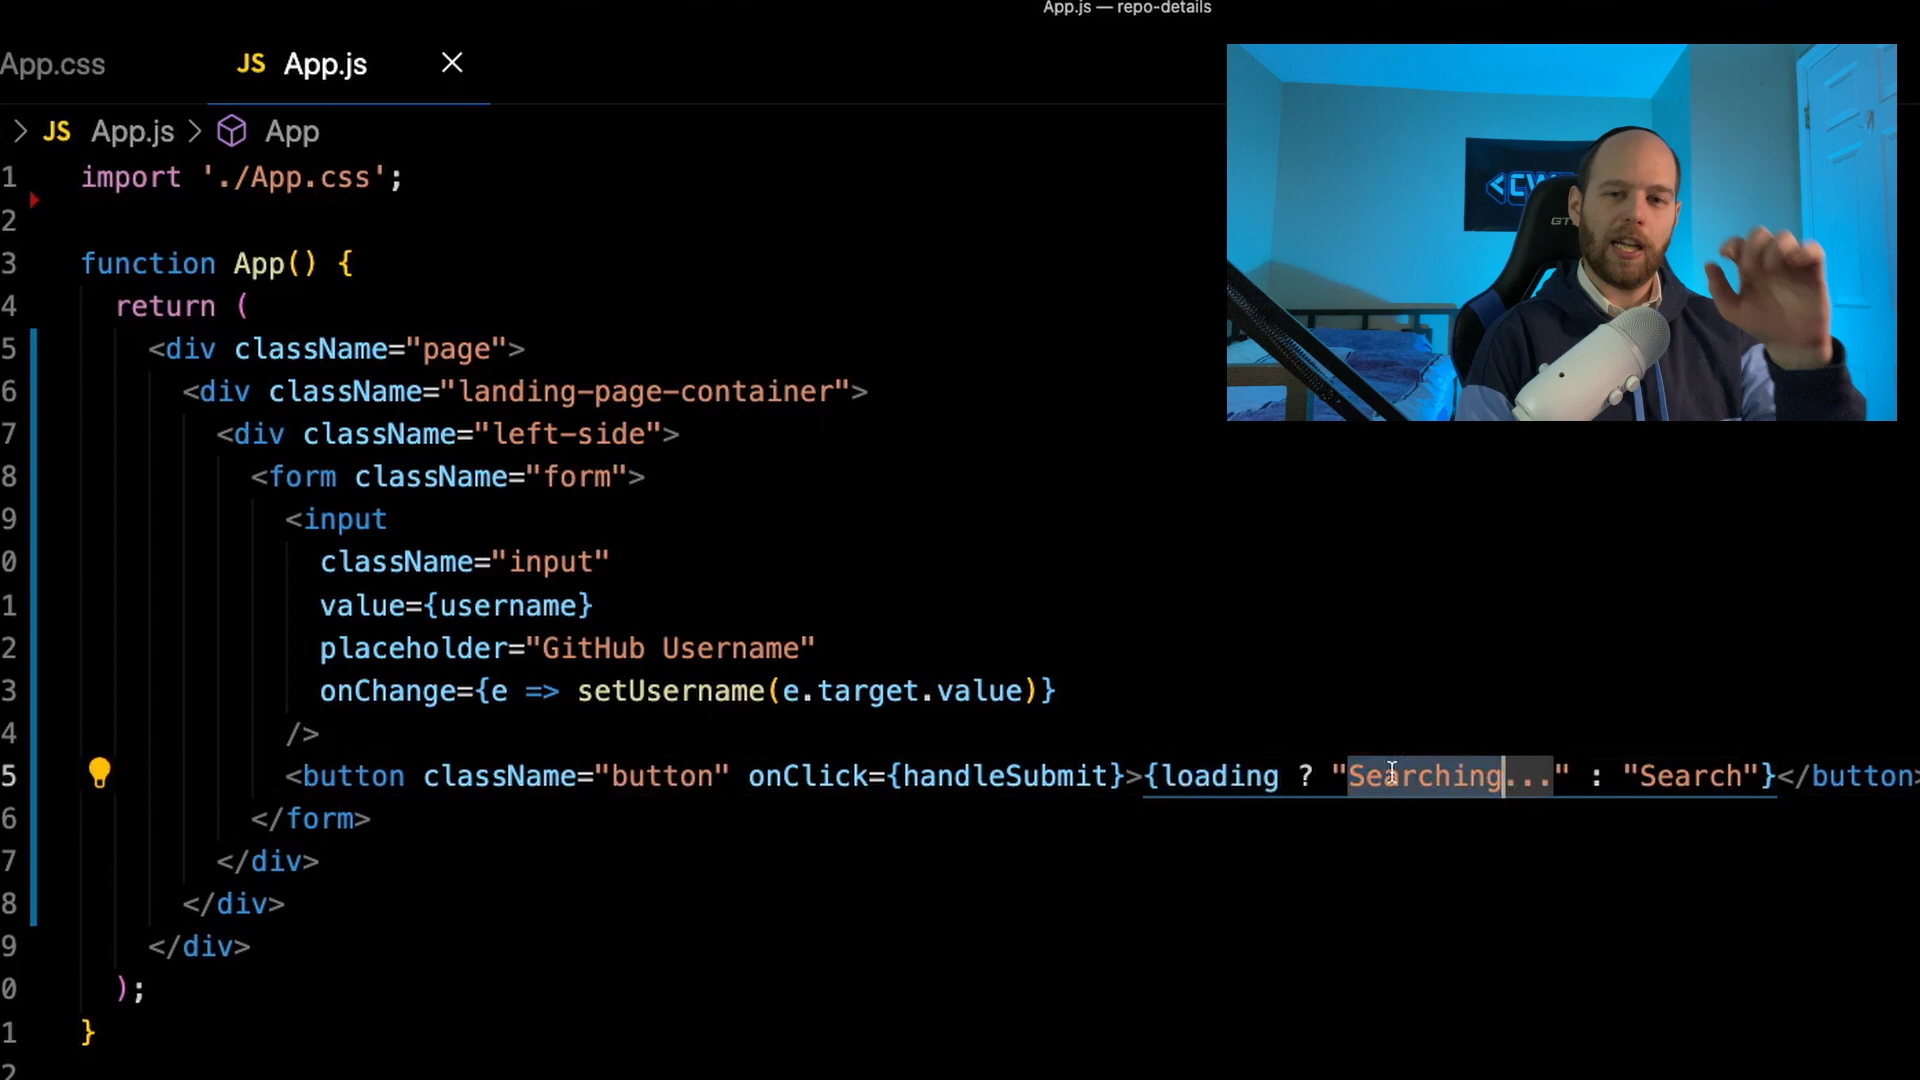 App.js — repo-details
App.css
JS App.js
JS App.js > App
1 import './App.css';
2
3 function App() {
4 return (
5 <div className="page">
6 <div className="landing-page-container">
7 <div className="left-side">
8 <form className="form">
9 <input
0 className="input"
1 value={username}
2 placeholder="GitHub Username"
3 onChange={e => setUsername(e.target.value)}
4 />
5 <button className="button" onClick={handleSubmit}>{loading ? "Searching..." : "Search"}</button>
6 </form>
7 </div>
8 </div>
9 </div>
0 );
1 }
2